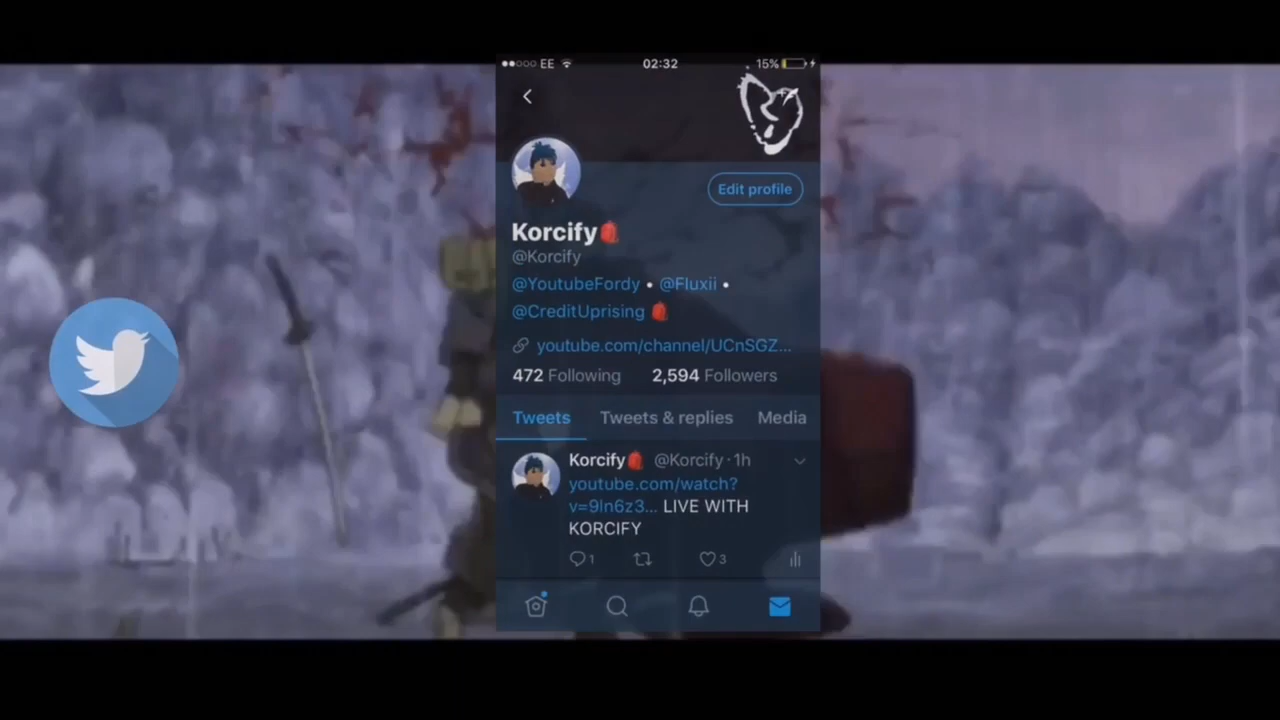 EE 02:32 15%
Edit profile
Korcify
@Korcify
@YoutubeFordy • @Fluxii •
@CreditUprising
youtube.com/channel/UCnSGZ...
472 Following 2,594 Followers
Tweets Tweets & replies Media
Korcify @Korcify · 1h
youtube.com/watch?
v=9ln6z3... LIVE WITH
KORCIFY
1 3